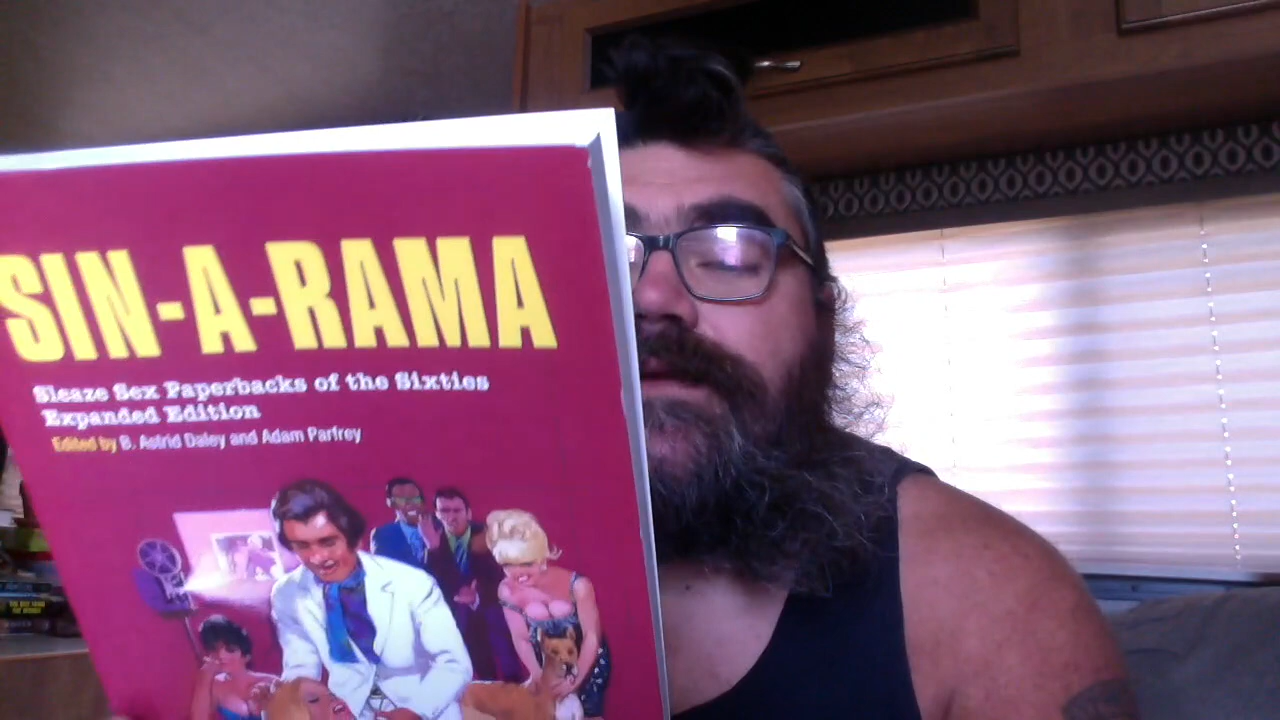 SIN-A-RAMA
Sleaze Sex Paperbacks of the Sixties
Expanded Edition
Edited by B. Astrid Daley and Adam Parfrey